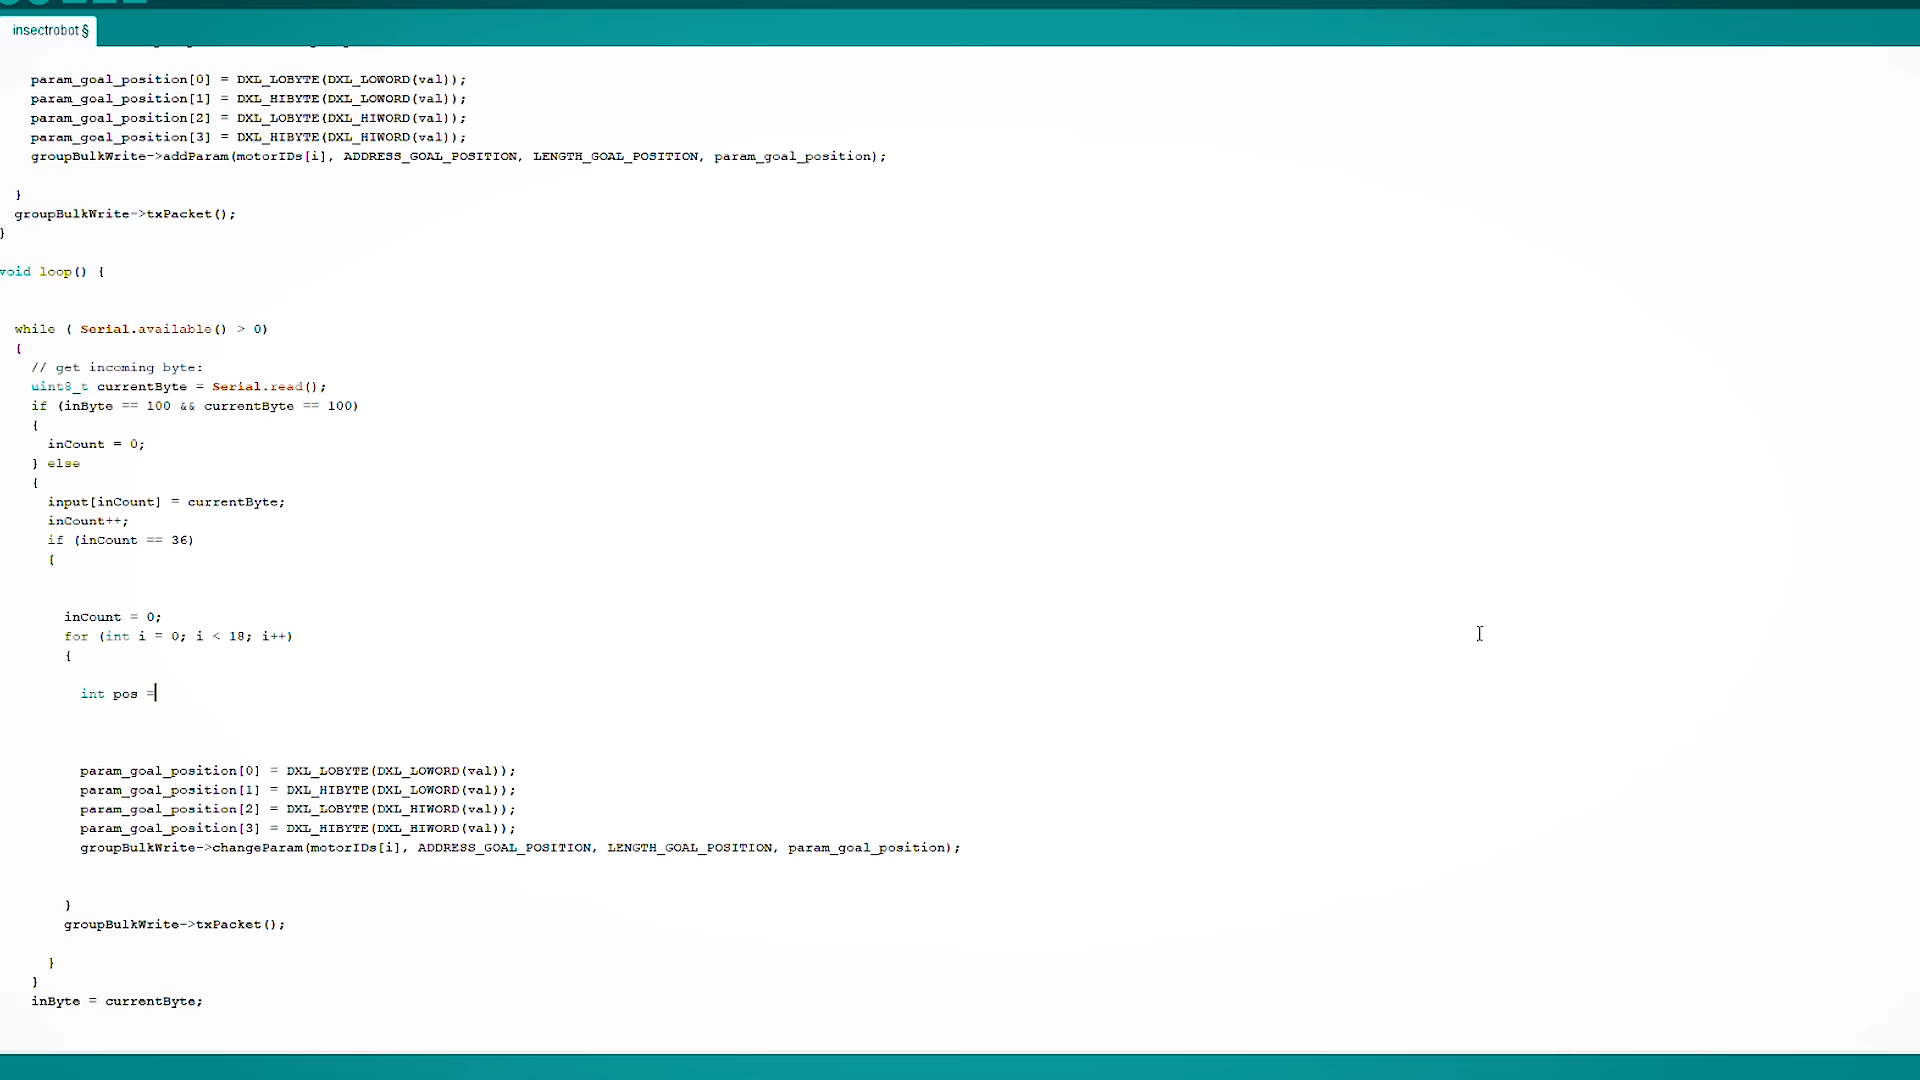 insectrobot §
param_goal_position[0] = DXL_LOBYTE(DXL_LOWORD(val));
param_goal_position[1] = DXL_HIBYTE(DXL_LOWORD(val));
param_goal_position[2] = DXL_LOBYTE(DXL_HIWORD(val));
param_goal_position[3] = DXL_HIBYTE(DXL_HIWORD(val));
groupBulkWrite->addParam(motorIDs[i], ADDRESS_GOAL_POSITION, LENGTH_GOAL_POSITION, param_goal_position);
}
groupBulkWrite->txPacket();
}
void loop() {
while ( Serial.available() > 0)
{
// get incoming byte:
uint8_t currentByte = Serial.read();
if (inByte == 100 && currentByte == 100)
{
inCount = 0;
} else
{
input[inCount] = currentByte;
inCount++;
if (inCount == 36)
{
inCount = 0;
for (int i = 0; i < 18; i++)
{
int pos =
param_goal_position[0] = DXL_LOBYTE(DXL_LOWORD(val));
param_goal_position[1] = DXL_HIBYTE(DXL_LOWORD(val));
param_goal_position[2] = DXL_LOBYTE(DXL_HIWORD(val));
param_goal_position[3] = DXL_HIBYTE(DXL_HIWORD(val));
groupBulkWrite->changeParam(motorIDs[i], ADDRESS_GOAL_POSITION, LENGTH_GOAL_POSITION, param_goal_position);
}
groupBulkWrite->txPacket();
}
}
inByte = currentByte;